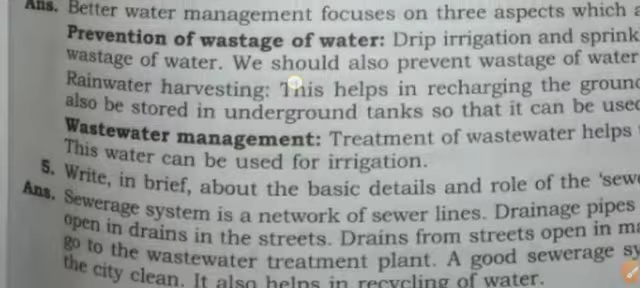 Ans. Better water management focuses on three aspects which
Prevention of wastage of water: Drip irrigation and sprink
wastage of water. We should also prevent wastage of water
Rainwater harvesting: This helps in recharging the groun
also be stored in underground tanks so that it can be use
Wastewater management: Treatment of wastewater helps
This water can be used for irrigation.
5. Write, in brief, about the basic details and role of the 'sew
Ans. Sewerage system is a network of sewer lines. Drainage pipes
open in drains in the streets. Drains from streets open in ma
go to the wastewater treatment plant. A good sewerage sy
the city clean. It also helps in recycling of water.